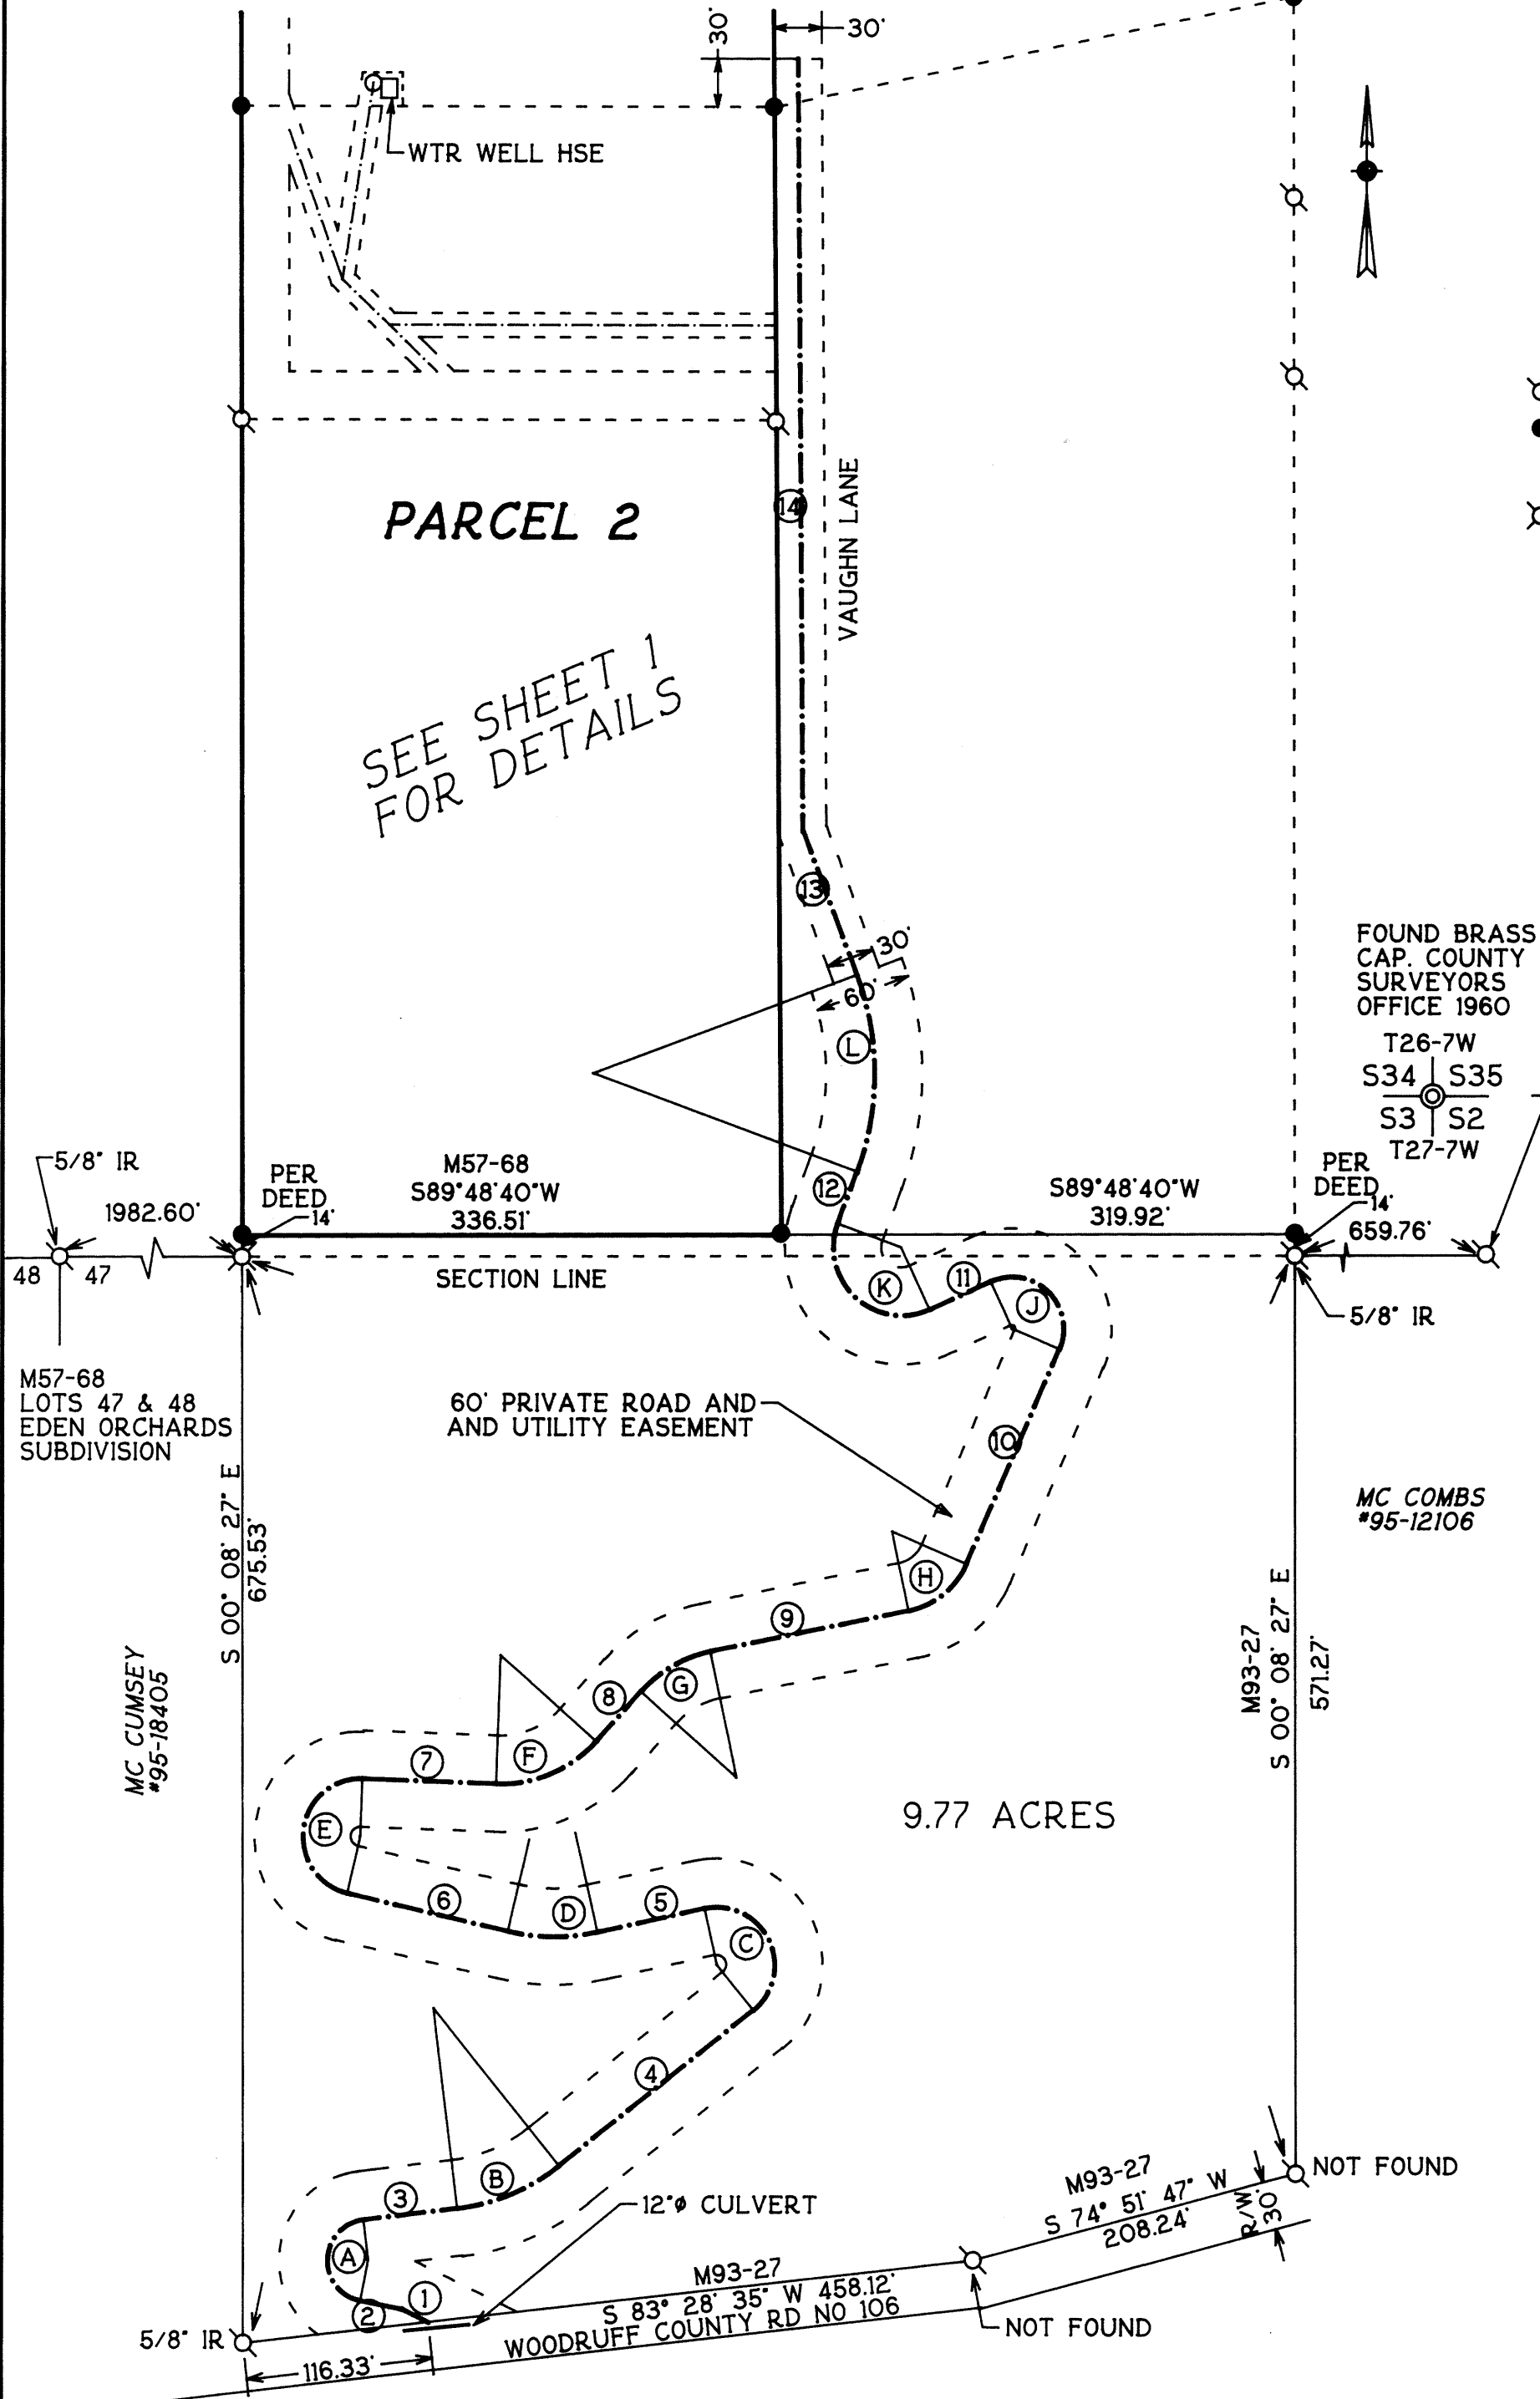 30'
30'
WTR WELL HSE
PARCEL 2
14
VAUGHN LANE
SEE SHEET 1
FOR DETAILS
13
30'
60'
L
FOUND BRASS
CAP. COUNTY
SURVEYORS
OFFICE 1960
T26-7W
S34 S35
S3 S2
T27-7W
5/8" IR
1982.60'
PER
DEED
14'
M57-68
S89°48'40"W
336.51'
12
S89°48'40"W
319.92'
PER
DEED
14'
659.76'
48 47
SECTION LINE
K
11
J
5/8" IR
M57-68
LOTS 47 & 48
EDEN ORCHARDS
SUBDIVISION
60' PRIVATE ROAD AND
AND UTILITY EASEMENT
10
S 00° 08' 27" E
675.53'
MC COMBS
#95-12106
H
9
M93-27
S 00° 08' 27" E
571.27'
MC CUMSEY
#95-18405
8
G
7
F
E
9.77 ACRES
6
D
5
C
4
3
B
12"ø CULVERT
M93-27
S 74° 51' 47" W
208.24'
R/W
30'
NOT FOUND
A
1
2
M93-27
S 83° 28' 35" W 458.12'
WOODRUFF COUNTY RD NO 106
NOT FOUND
5/8" IR
116.33'